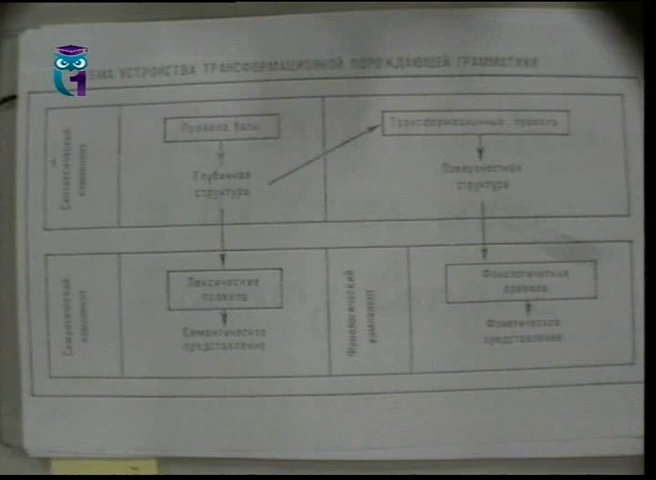 1
СХЕМА УСТРОЙСТВА ТРАНСФОРМАЦИОННОЙ ПОРОЖДАЮЩЕЙ ГРАММАТИКИ
Синтаксический
компонент
Правила базы
Глубинная
структура
Трансформационные правила
Поверхностная
структура
Семантический
компонент
Лексические
правила
Семантическое
представление
Фонологический
компонент
Фонологические
правила
Фонетическое
представление